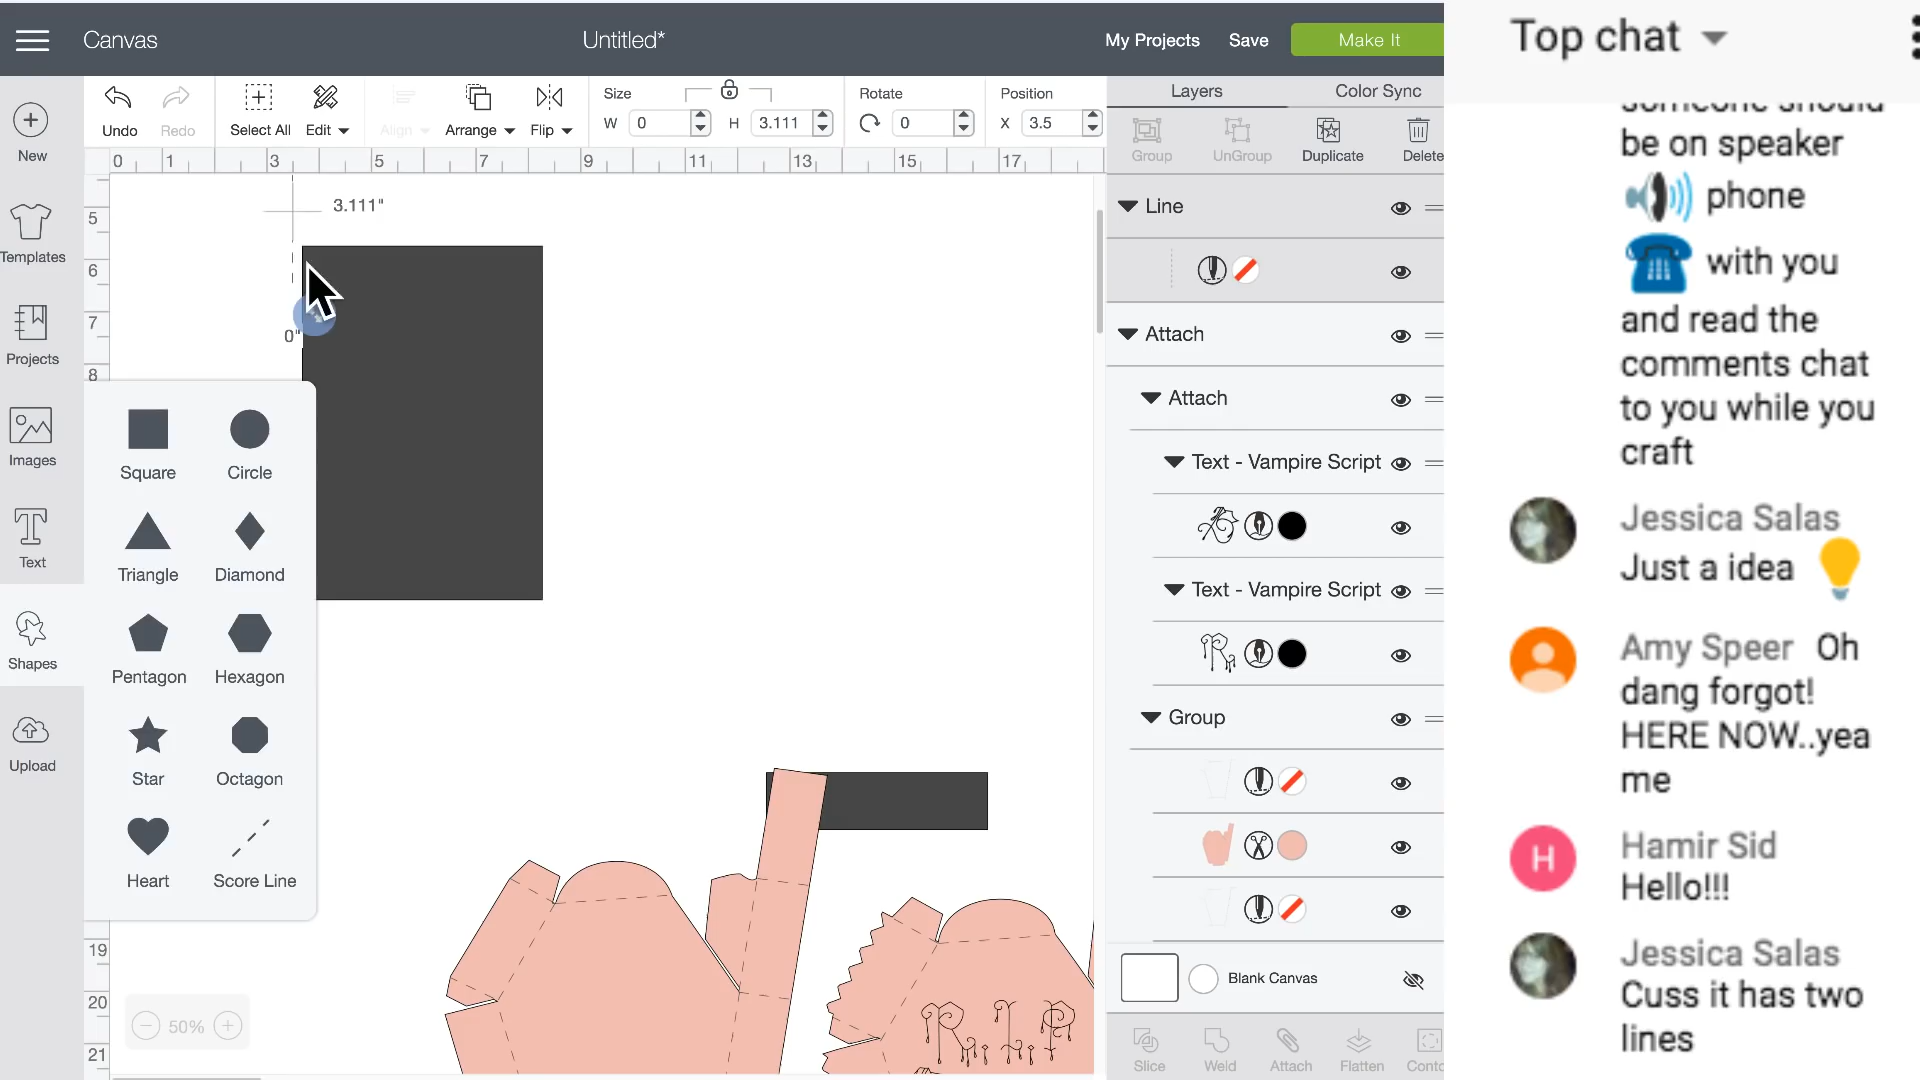 Canvas
Untitled*
My Projects
Save
Make It
Undo
Redo
Select All
Edit
Align
Arrange
Flip
Size
W 0
H 3.111
Rotate
0
Position
X 3.5
New
Templates
Projects
Images
Text
Shapes
Upload
0 1 3 5 7 9 11 13 15 17
5
6
7
8
19
20
21
3.111"
0"
Square
Circle
Triangle
Diamond
Pentagon
Hexagon
Star
Octagon
Heart
Score Line
50%
R.I.P
Layers
Color Sync
Group
UnGroup
Duplicate
Delete
Line
Attach
Attach
Text - Vampire Script
Text - Vampire Script
R
Group
Blank Canvas
Slice
Weld
Attach
Flatten
Conto
Top chat
someone should
be on speaker
phone
with you
and read the
comments chat
to you while you
craft
Jessica Salas
Just a idea
Amy Speer Oh
dang forgot!
HERE NOW..yea
me
H
Hamir Sid
Hello!!!
Jessica Salas
Cuss it has two
lines